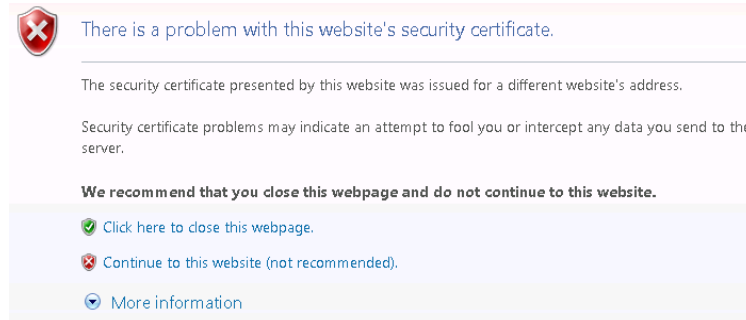 There is a problem with this website's security certificate.
The security certificate presented by this website was issued for a different website's address.
Security certificate problems may indicate an attempt to fool you or intercept any data you send to the
server.
We recommend that you close this webpage and do not continue to this website.
Click here to close this webpage.
Continue to this website (not recommended).
More information